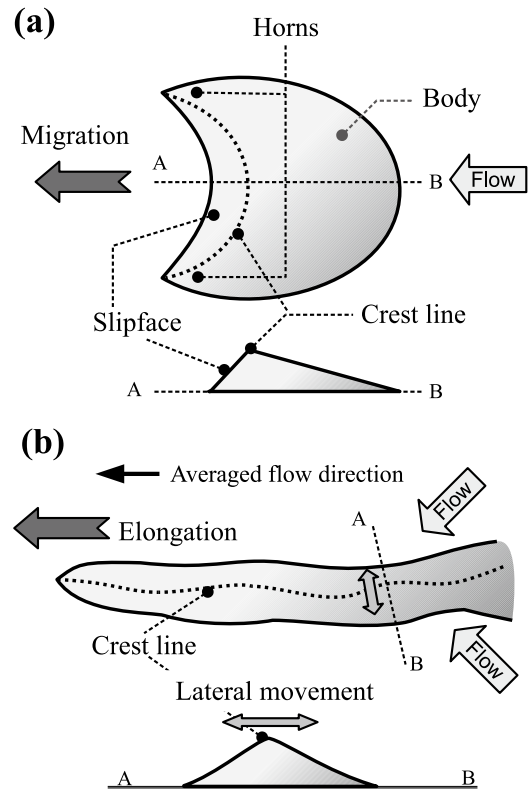 (a)
Horns
Body
Migration
A
B
Flow
Slipface
Crest line
A
B
(b)
Averaged flow direction
Flow
A
Elongation
Crest line
B
Flow
Lateral movement
A
B